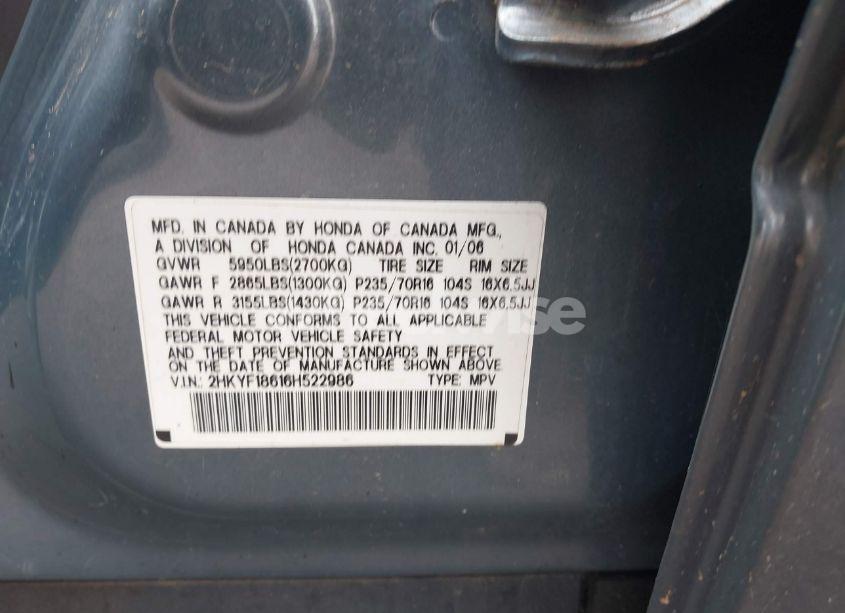 MFD. IN CANADA BY HONDA OF CANADA MFG.,
A DIVISION OF HONDA CANADA INC. 01/06
GVWR 5950LBS(2700KG) TIRE SIZE RIM SIZE
GAWR F 2865LBS(1300KG) P235/70R16 104S 16X6.5JJ
GAWR R 3155LBS(1430KG) P235/70R16 104S 16X6.5JJ
THIS VEHICLE CONFORMS TO ALL APPLICABLE
FEDERAL MOTOR VEHICLE SAFETY
AND THEFT PREVENTION STANDARDS IN EFFECT
ON THE DATE OF MANUFACTURE SHOWN ABOVE.
V.I.N.: 2HKYF18616H522986 TYPE: MPV